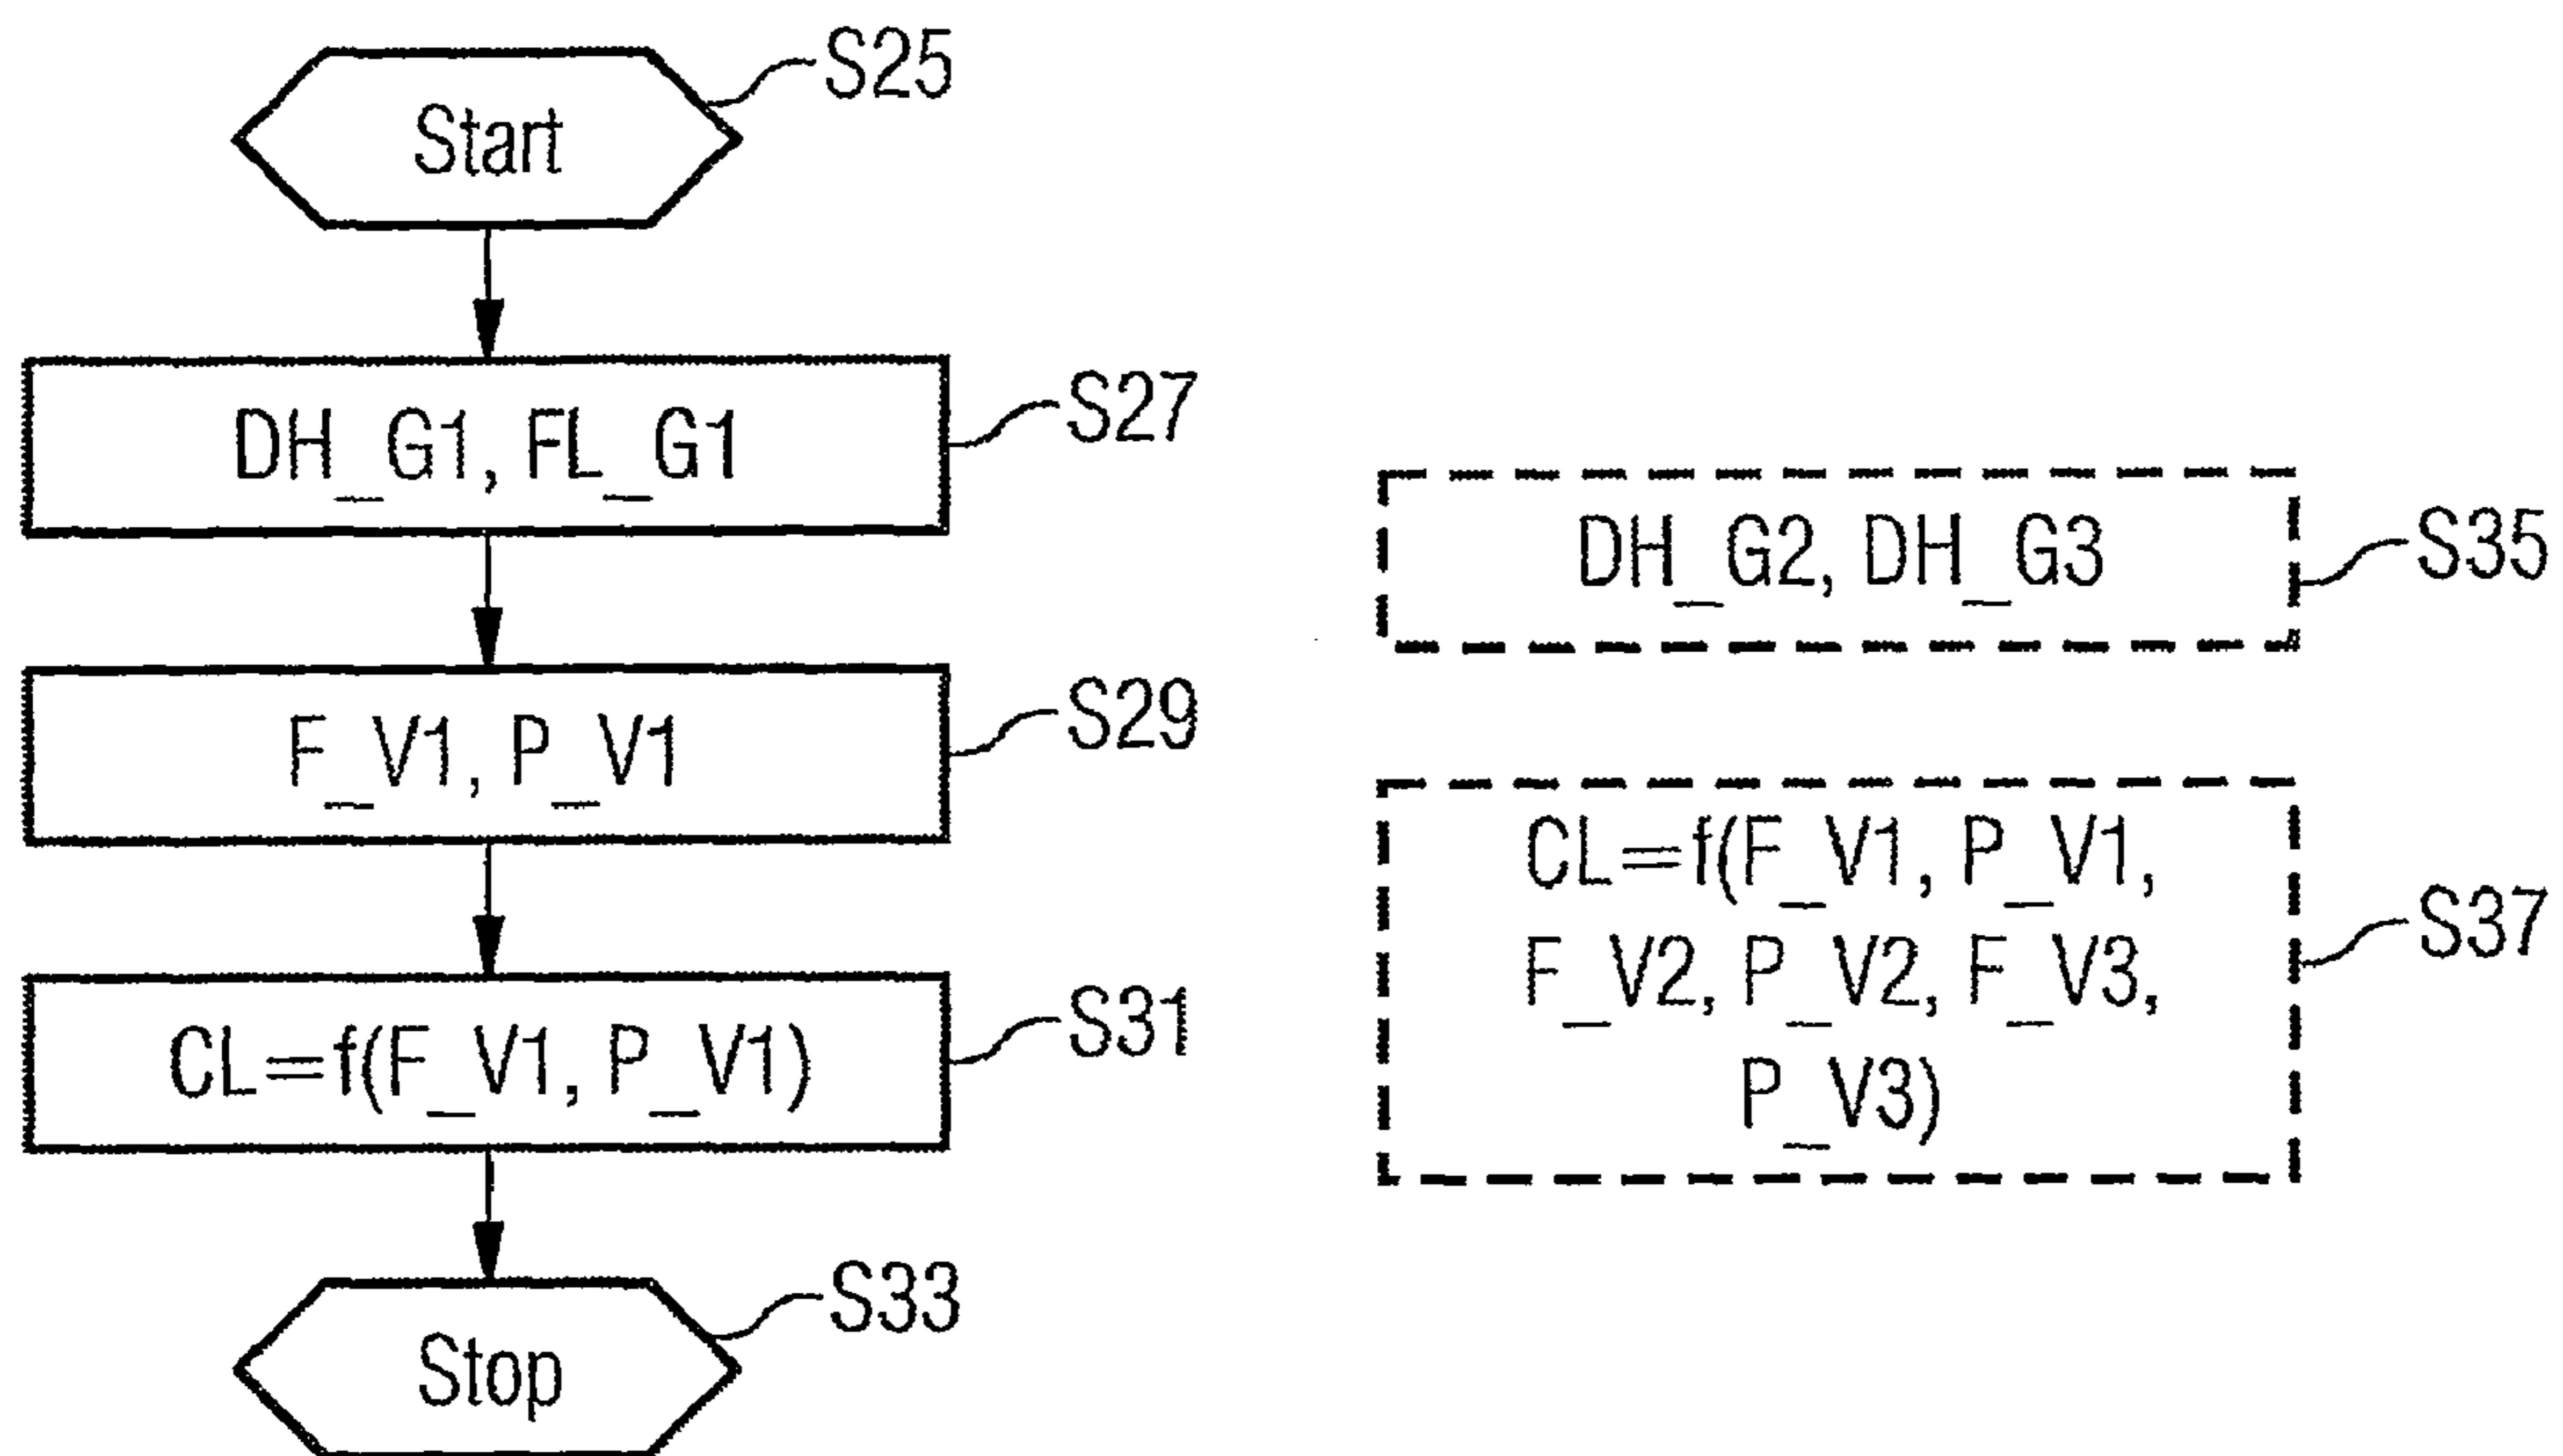 Start
S25
DH_G1, FL_G1
S27
F_V1, P_V1
S29
CL=f(F_V1, P_V1)
S31
Stop
S33
DH_G2, DH_G3
S35
CL=f(F_V1, P_V1,
F_V2, P_V2, F_V3,
P_V3)
S37